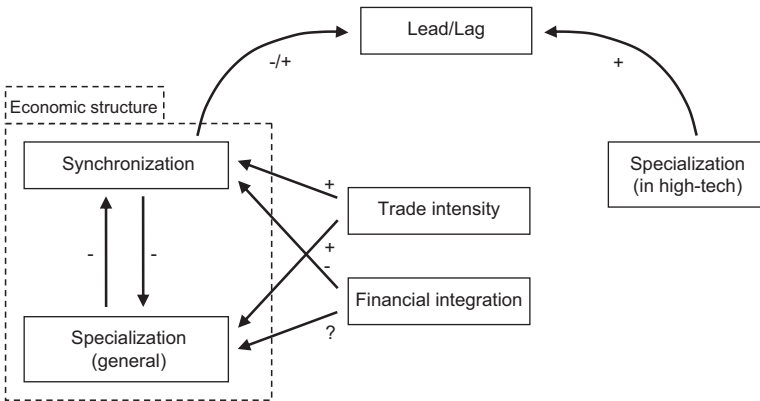 Lead/Lag
-/+
+
Economic structure
Synchronization
Specialization
(in high-tech)
+
Trade intensity
-
-
+
-
Financial integration
?
Specialization
(general)